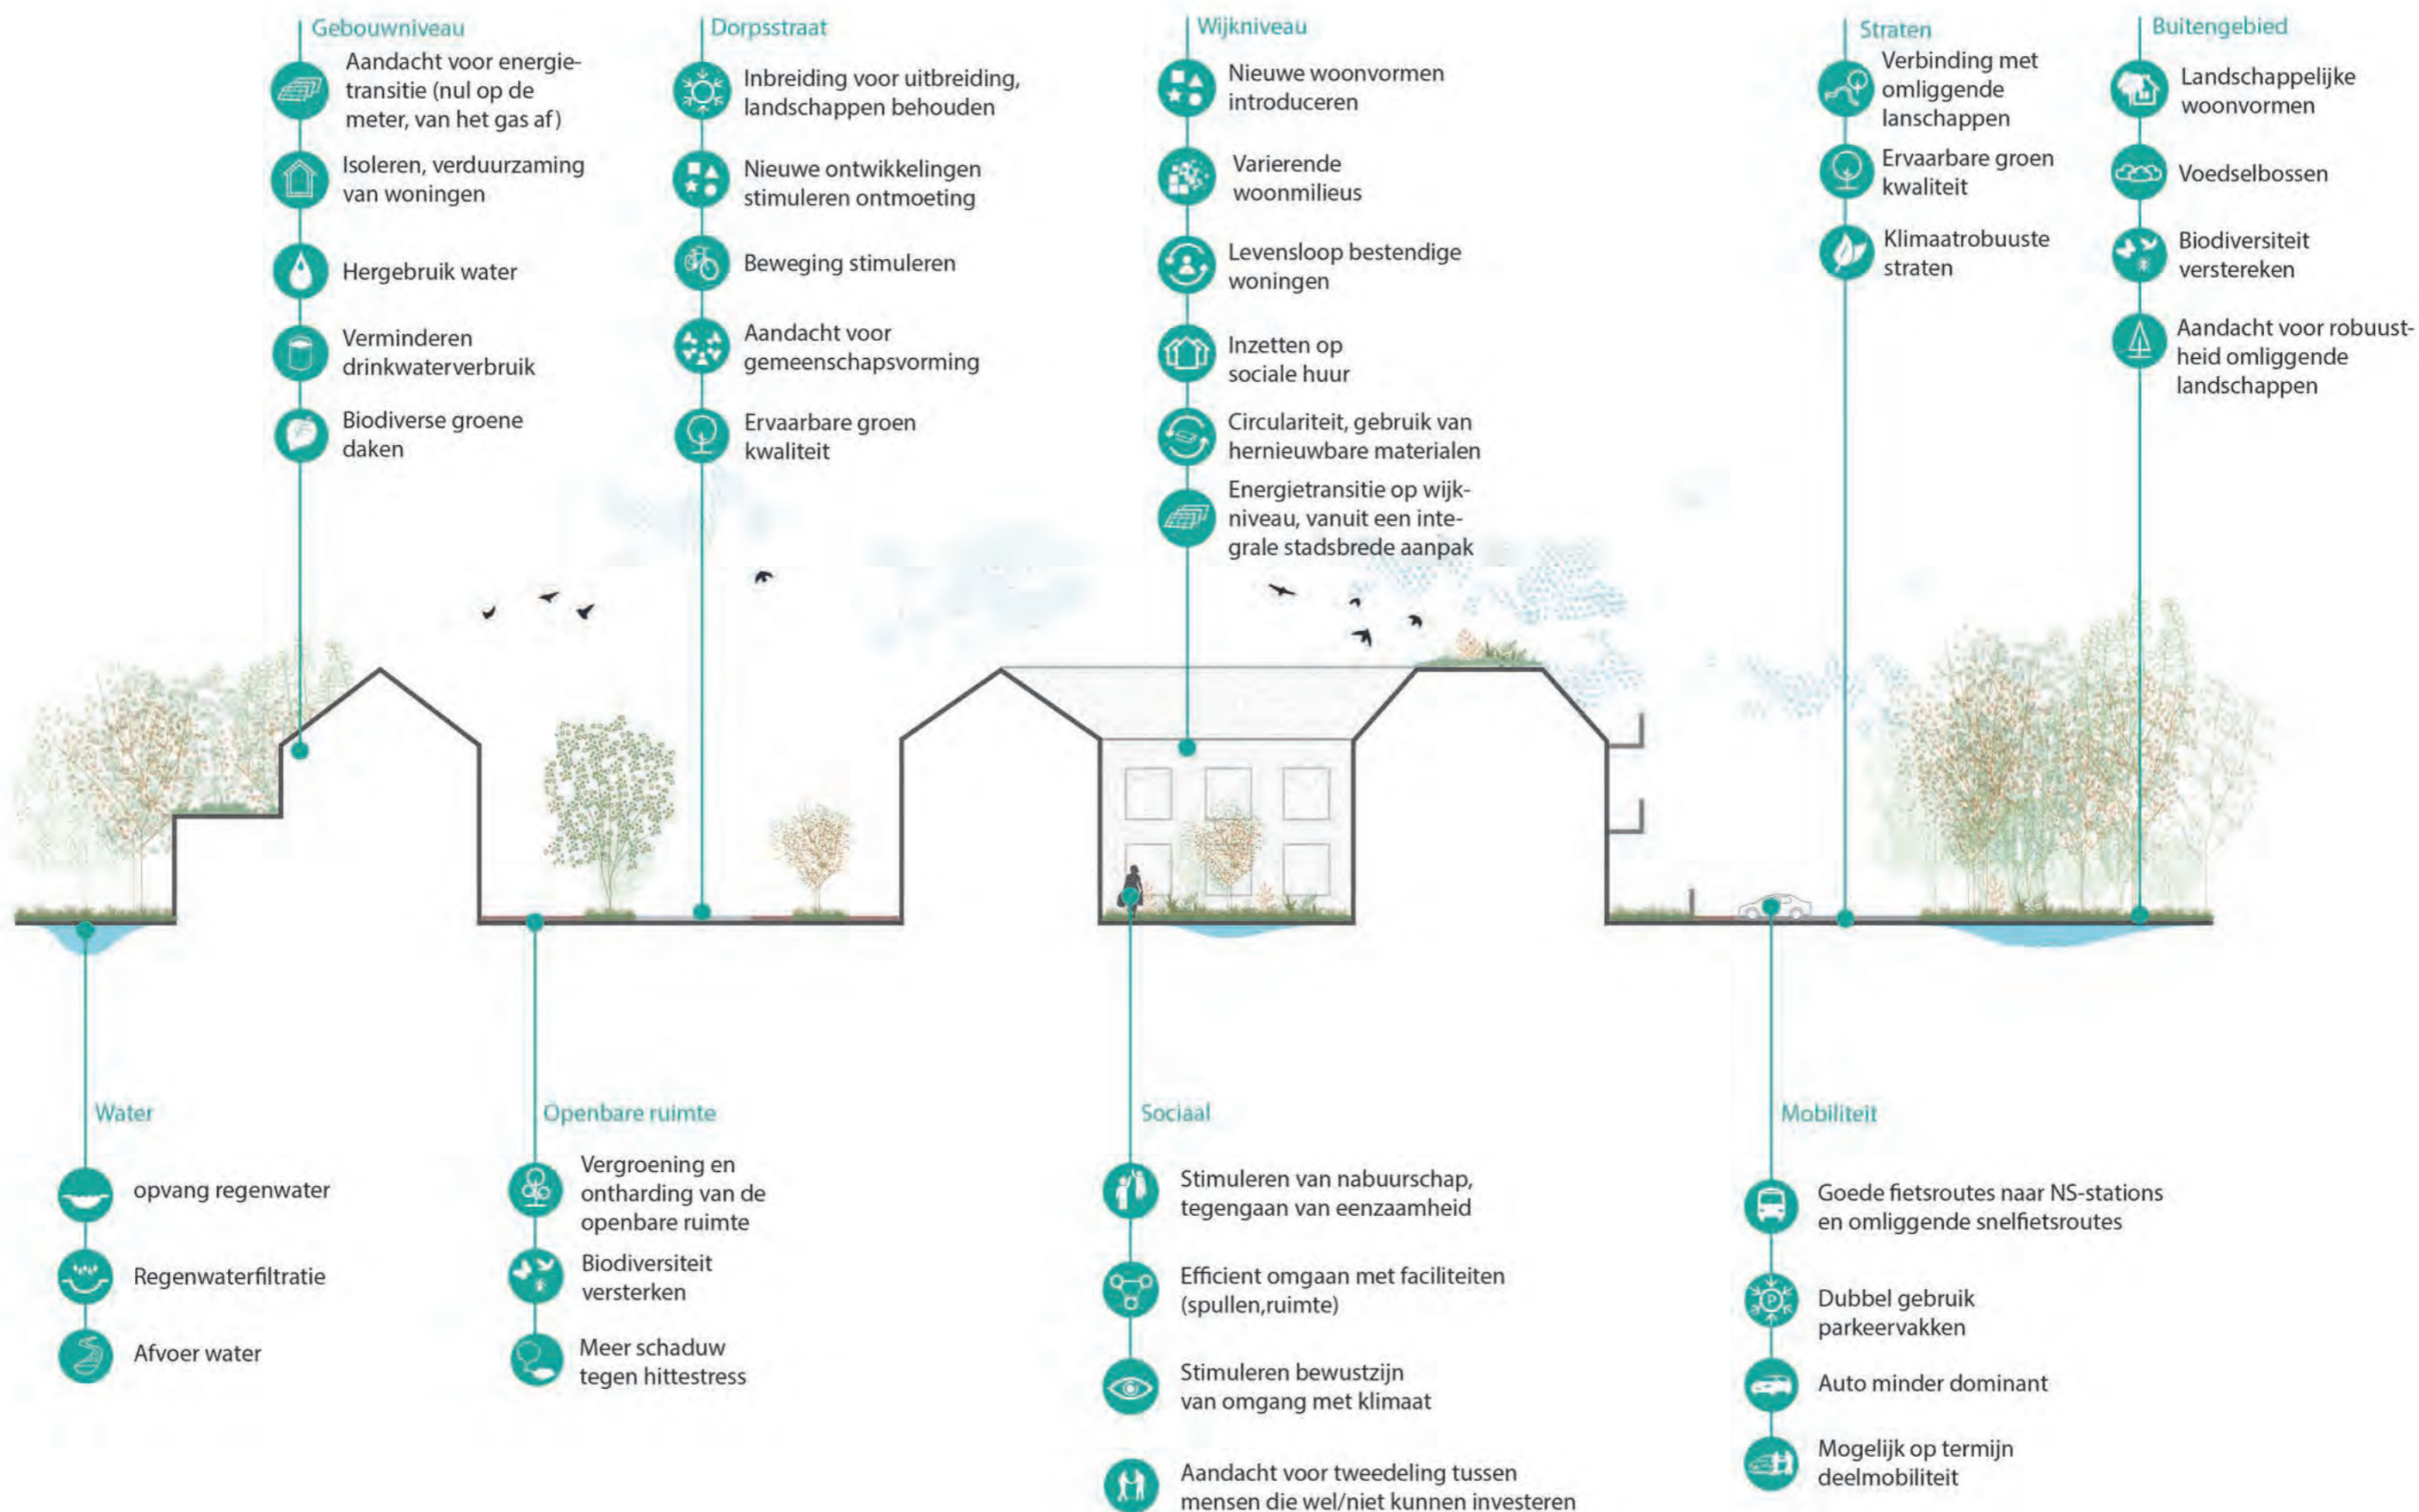 Gebouwniveau
Aandacht voor energie-
transitie (nul op de
meter, van het gas af)
Isoleren, verduurzaming
van woningen
Hergebruik water
Verminderen
drinkwaterverbruik
Biodiverse groene
daken
Dorpsstraat
Inbreiding voor uitbreiding,
landschappen behouden
Nieuwe ontwikkelingen
stimuleren ontmoeting
Beweging stimuleren
Aandacht voor
gemeenschapsvorming
Ervaarbare groen
kwaliteit
Wijkniveau
Nieuwe woonvormen
introduceren
Varierende
woonmilieus
Levensloop bestendige
woningen
Inzetten op
sociale huur
Circulariteit, gebruik van
hernieuwbare materialen
Energietransitie op wijk-
niveau, vanuit een inte-
grale stadsbrede aanpak
Straten
Verbinding met
omliggende
lanschappen
Ervaarbare groen
kwaliteit
Klimaatrobuuste
straten
Buitengebied
Landschappelijke
woonvormen
Voedselbossen
Biodiversiteit
verstereken
Aandacht voor robuust-
heid omliggende
landschappen
Water
opvang regenwater
Regenwaterfiltratie
Afvoer water
Openbare ruimte
Vergroening en
ontharding van de
openbare ruimte
Biodiversiteit
versterken
Meer schaduw
tegen hittestress
Sociaal
Stimuleren van nabuurschap,
tegengaan van eenzaamheid
Efficient omgaan met faciliteiten
(spullen,ruimte)
Stimuleren bewustzijn
van omgang met klimaat
Aandacht voor tweedeling tussen
mensen die wel/niet kunnen investeren
Mobiliteit
Goede fietsroutes naar NS-stations
en omliggende snelfietsroutes
P
Dubbel gebruik
parkeervakken
Auto minder dominant
Mogelijk op termijn
deelmobiliteit